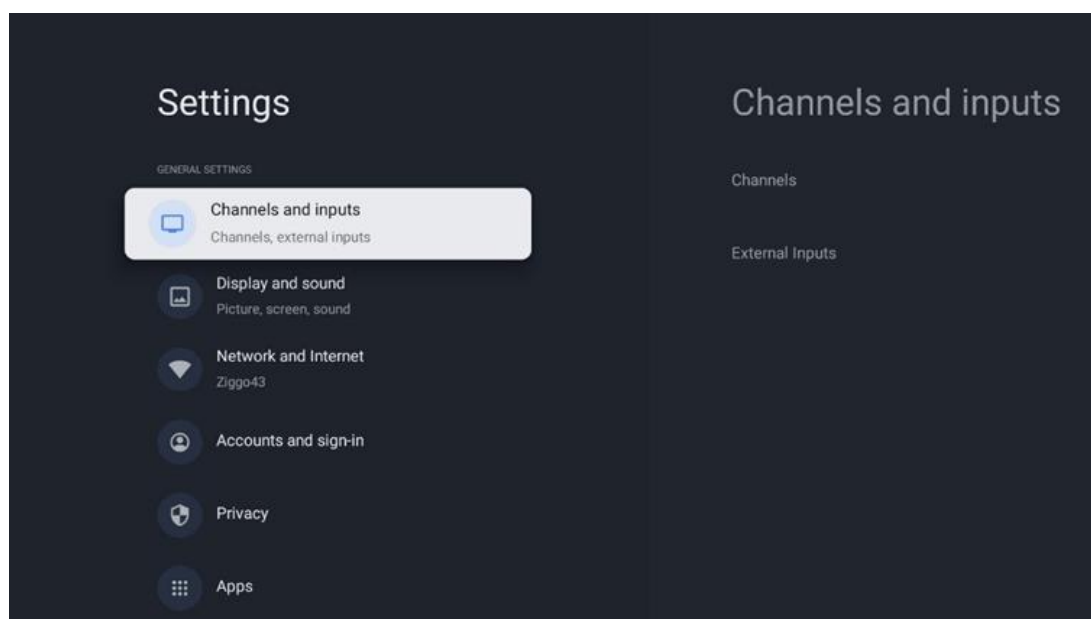 Settings
GENERAL SETTINGS
Channels and inputs
Channels, external inputs
Display and sound
Picture, screen, sound
Network and Internet
Ziggo43
Accounts and sign-in
Privacy
Apps
Channels and inputs
Channels
External Inputs